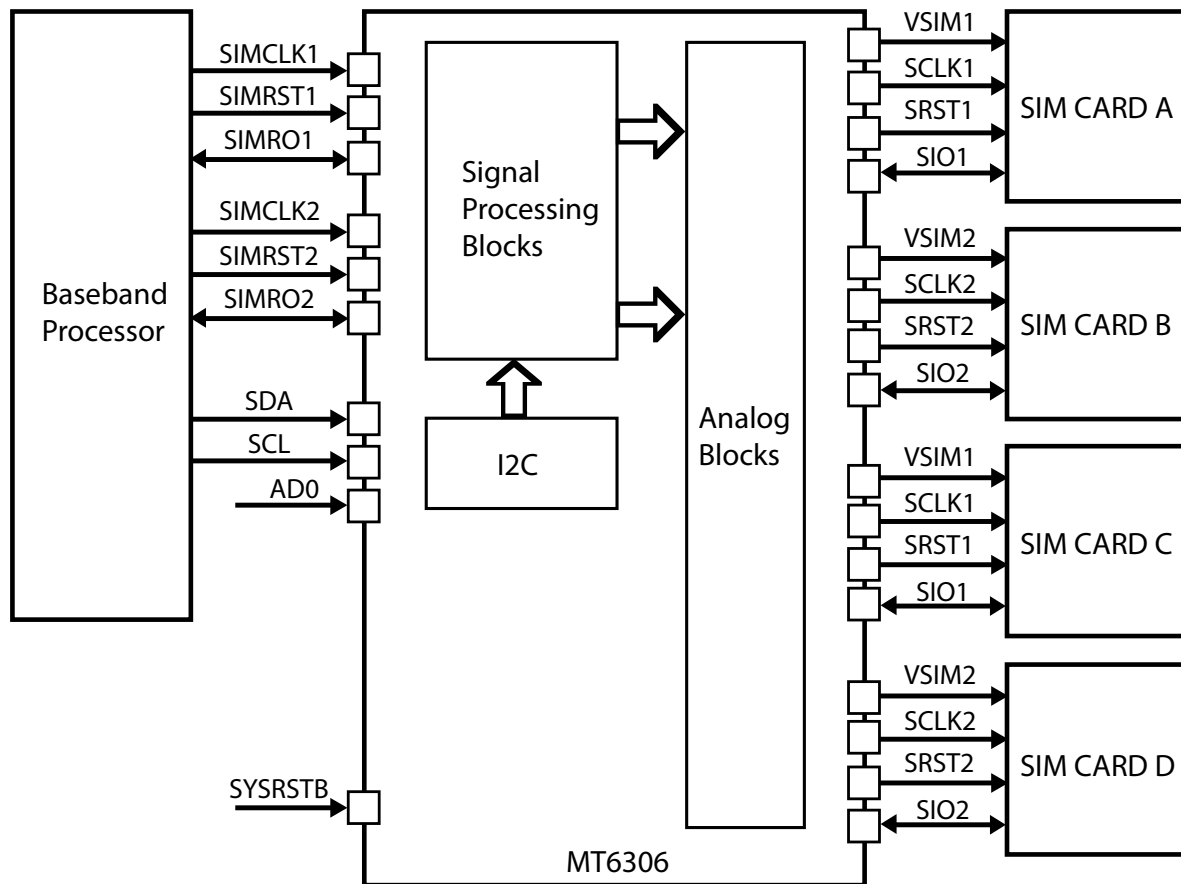 Baseband
Processor
SIMCLK1
SIMRST1
SIMRO1
SIMCLK2
SIMRST2
SIMRO2
SDA
SCL
AD0
SYSRSTB
Signal
Processing
Blocks
I2C
Analog
Blocks
MT6306
VSIM1
SCLK1
SRST1
SIO1
SIM CARD A
VSIM2
SCLK2
SRST2
SIO2
SIM CARD B
VSIM1
SCLK1
SRST1
SIO1
SIM CARD C
VSIM2
SCLK2
SRST2
SIO2
SIM CARD D